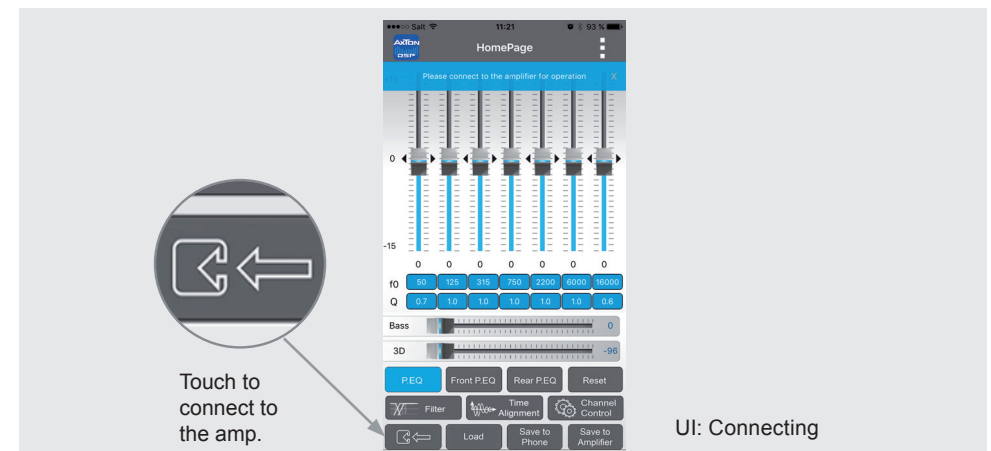 ●●●○○ Salt 11:21 93 %
AXTON
DSP
HomePage
Please connect to the amplifier for operation X
0
-15
0 0 0 0 0 0 0
f0 50 125 315 750 2200 6000 16000
Q 0.7 1.0 1.0 1.0 1.0 1.0 0.6
Bass 0
3D -96
P.EQ Front P.EQ Rear P.EQ Reset
Filter Time Alignment Channel Control
Load Save to Phone Save to Amplifier
Touch to
connect to
the amp.
UI: Connecting